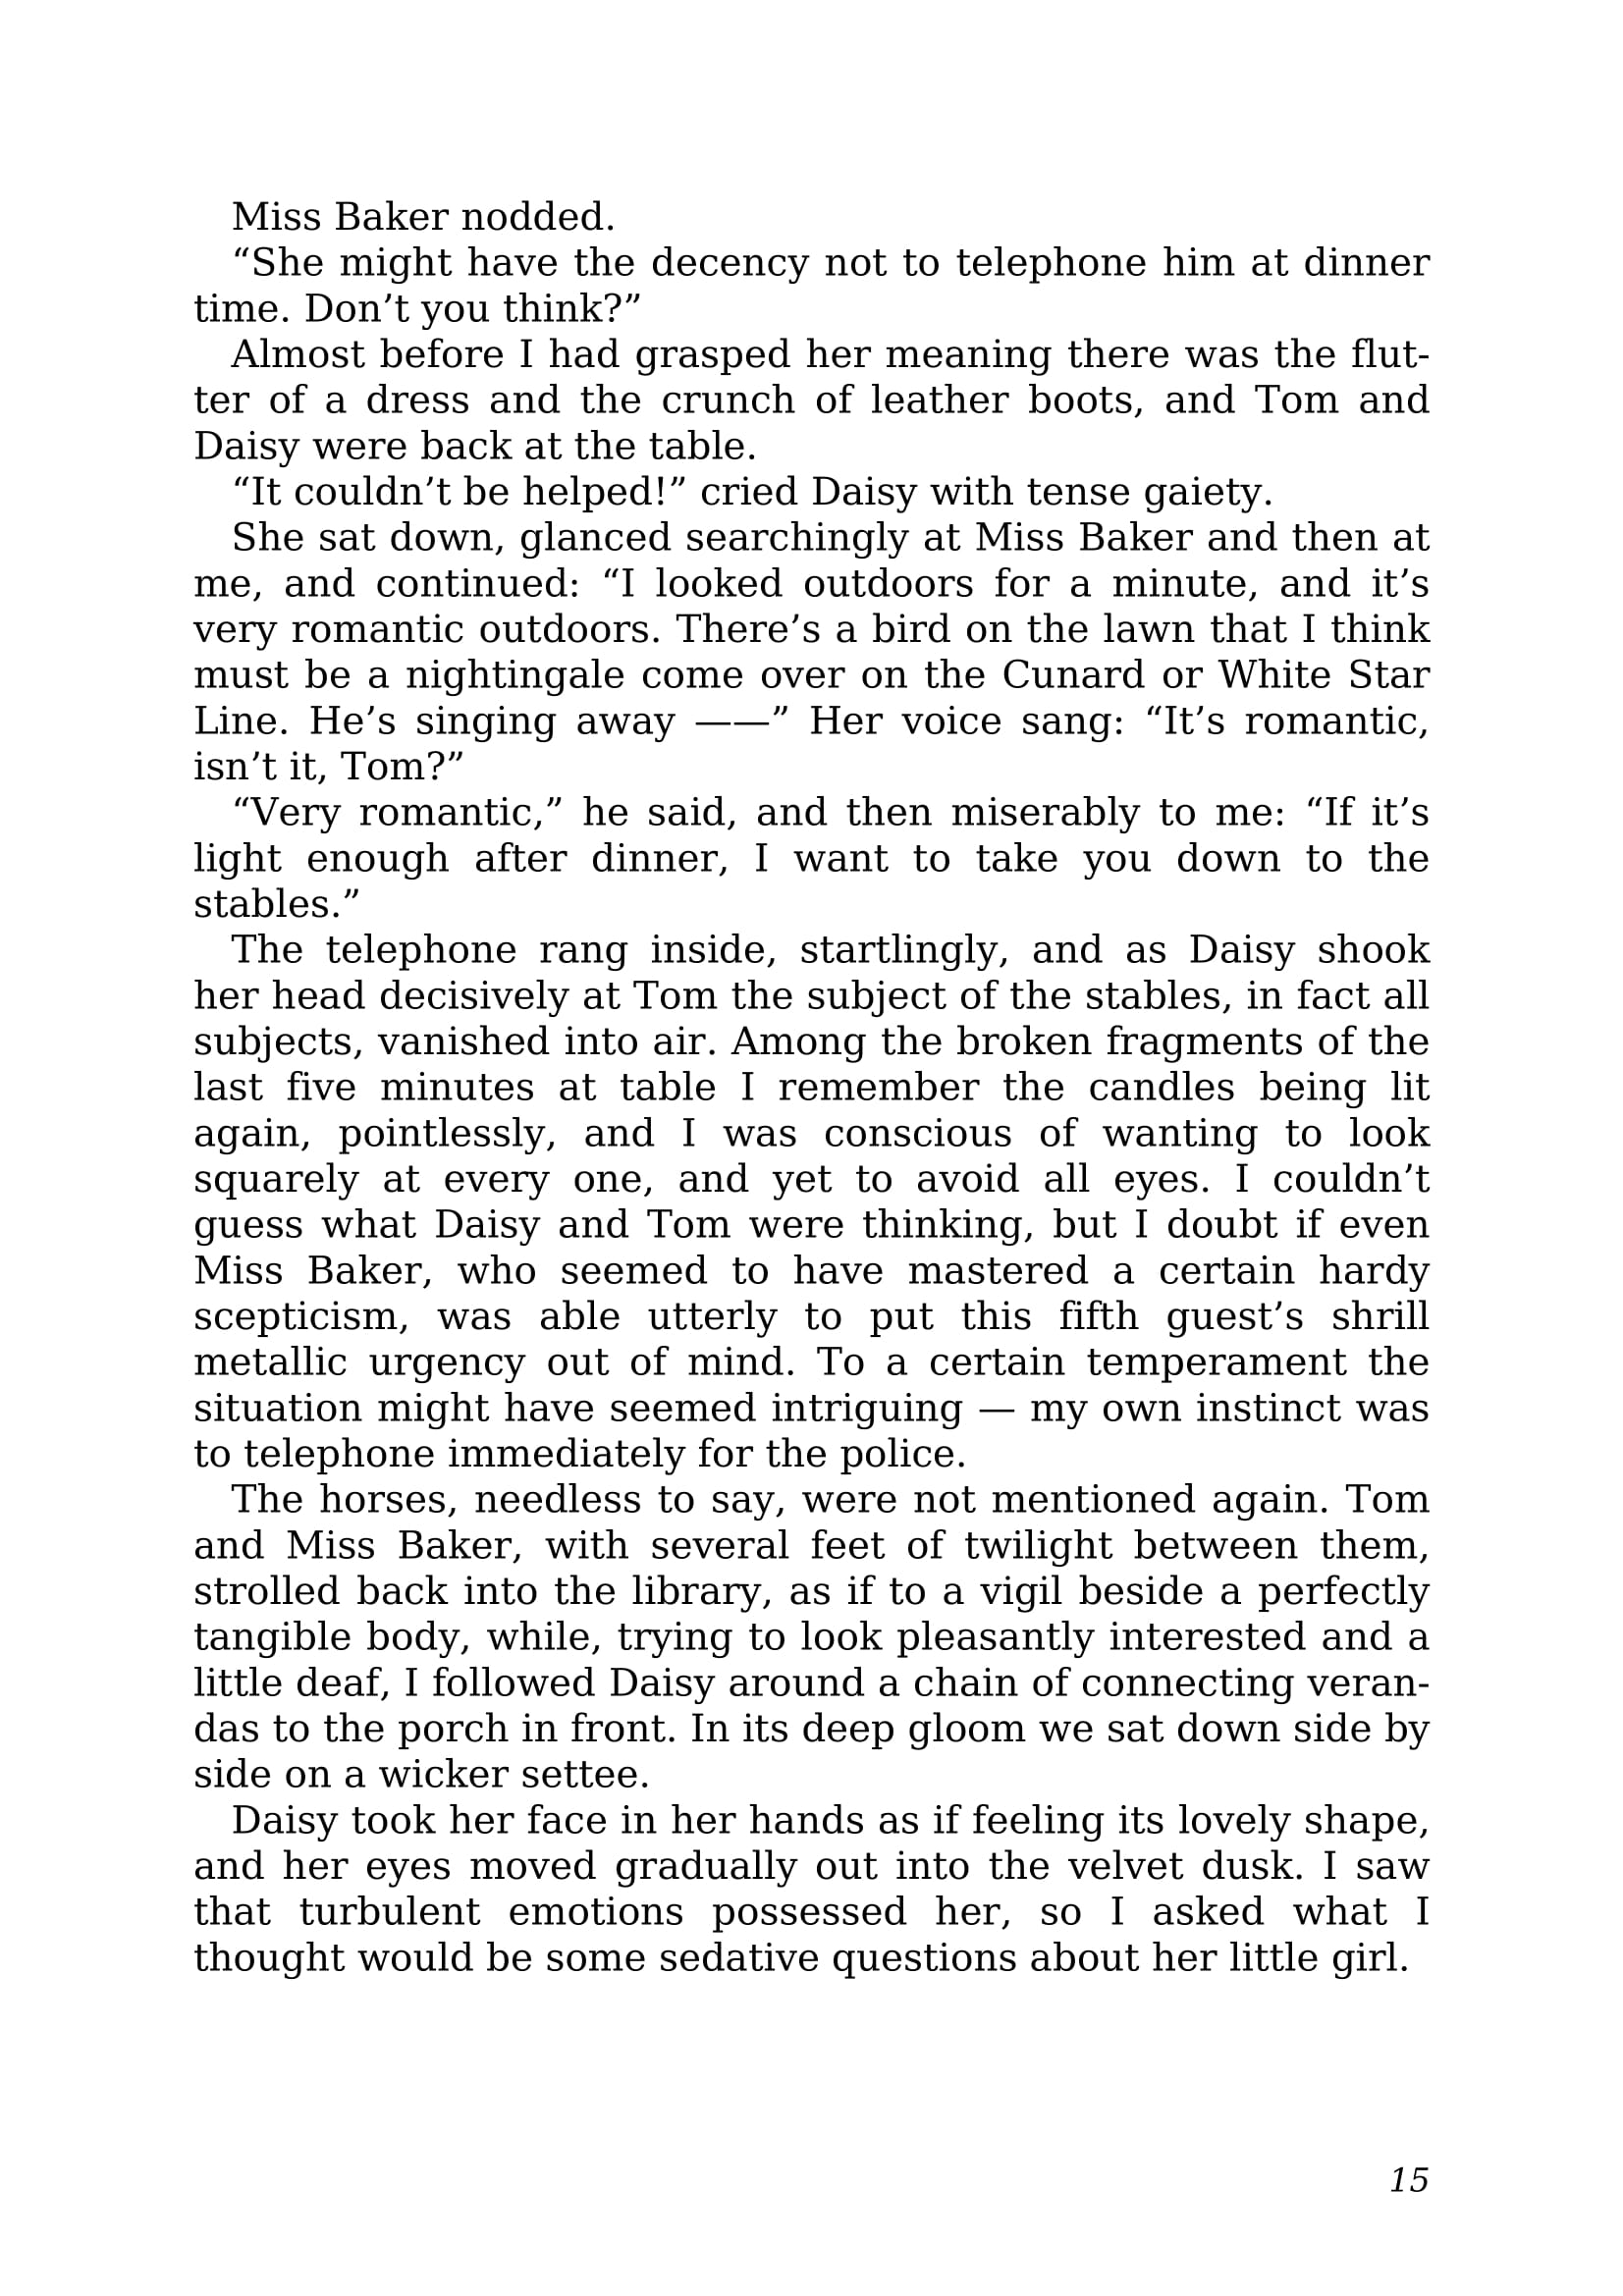 Miss Baker nodded.
“She might have the decency not to telephone him at dinner
time. Don’t you think?”
Almost before I had grasped her meaning there was the flut-
ter of a dress and the crunch of leather boots, and Tom and
Daisy were back at the table.
“It couldn’t be helped!” cried Daisy with tense gaiety.
She sat down, glanced searchingly at Miss Baker and then at
me, and continued: “I looked outdoors for a minute, and it’s
very romantic outdoors. There’s a bird on the lawn that I think
must be a nightingale come over on the Cunard or White Star
Line. He’s singing away ——” Her voice sang: “It’s romantic,
isn’t it, Tom?”
“Very romantic,” he said, and then miserably to me: “If it’s
light enough after dinner, I want to take you down to the
stables.”
The telephone rang inside, startlingly, and as Daisy shook
her head decisively at Tom the subject of the stables, in fact all
subjects, vanished into air. Among the broken fragments of the
last five minutes at table I remember the candles being lit
again, pointlessly, and I was conscious of wanting to look
squarely at every one, and yet to avoid all eyes. I couldn’t
guess what Daisy and Tom were thinking, but I doubt if even
Miss Baker, who seemed to have mastered a certain hardy
scepticism, was able utterly to put this fifth guest’s shrill
metallic urgency out of mind. To a certain temperament the
situation might have seemed intriguing — my own instinct was
to telephone immediately for the police.
The horses, needless to say, were not mentioned again. Tom
and Miss Baker, with several feet of twilight between them,
strolled back into the library, as if to a vigil beside a perfectly
tangible body, while, trying to look pleasantly interested and a
little deaf, I followed Daisy around a chain of connecting veran-
das to the porch in front. In its deep gloom we sat down side by
side on a wicker settee.
Daisy took her face in her hands as if feeling its lovely shape,
and her eyes moved gradually out into the velvet dusk. I saw
that turbulent emotions possessed her, so I asked what I
thought would be some sedative questions about her little girl.
15